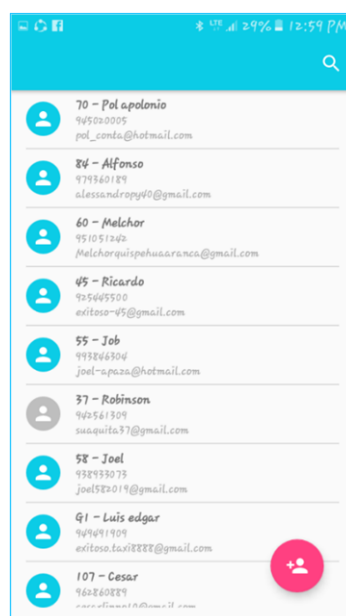 LTE 29% 12:59 PM
70 - Pol apolonio
945020005
pol_conta@hotmail.com
84 - Alfonso
979360189
alessandropy40@gmail.com
60 - Melchor
951051242
Melchorquispehuaaranca@gmail.com
45 - Ricardo
925445500
exitoso-45@gmail.com
55 - Job
993846304
joel-apaza@hotmail.com
37 - Robinson
942561309
suaquita37@gmail.com
58 - Joel
938933073
joel582019@gmail.com
G1 - Luis edgar
949491909
exitoso.taxi8888@gmail.com
107 - Cesar
962860889